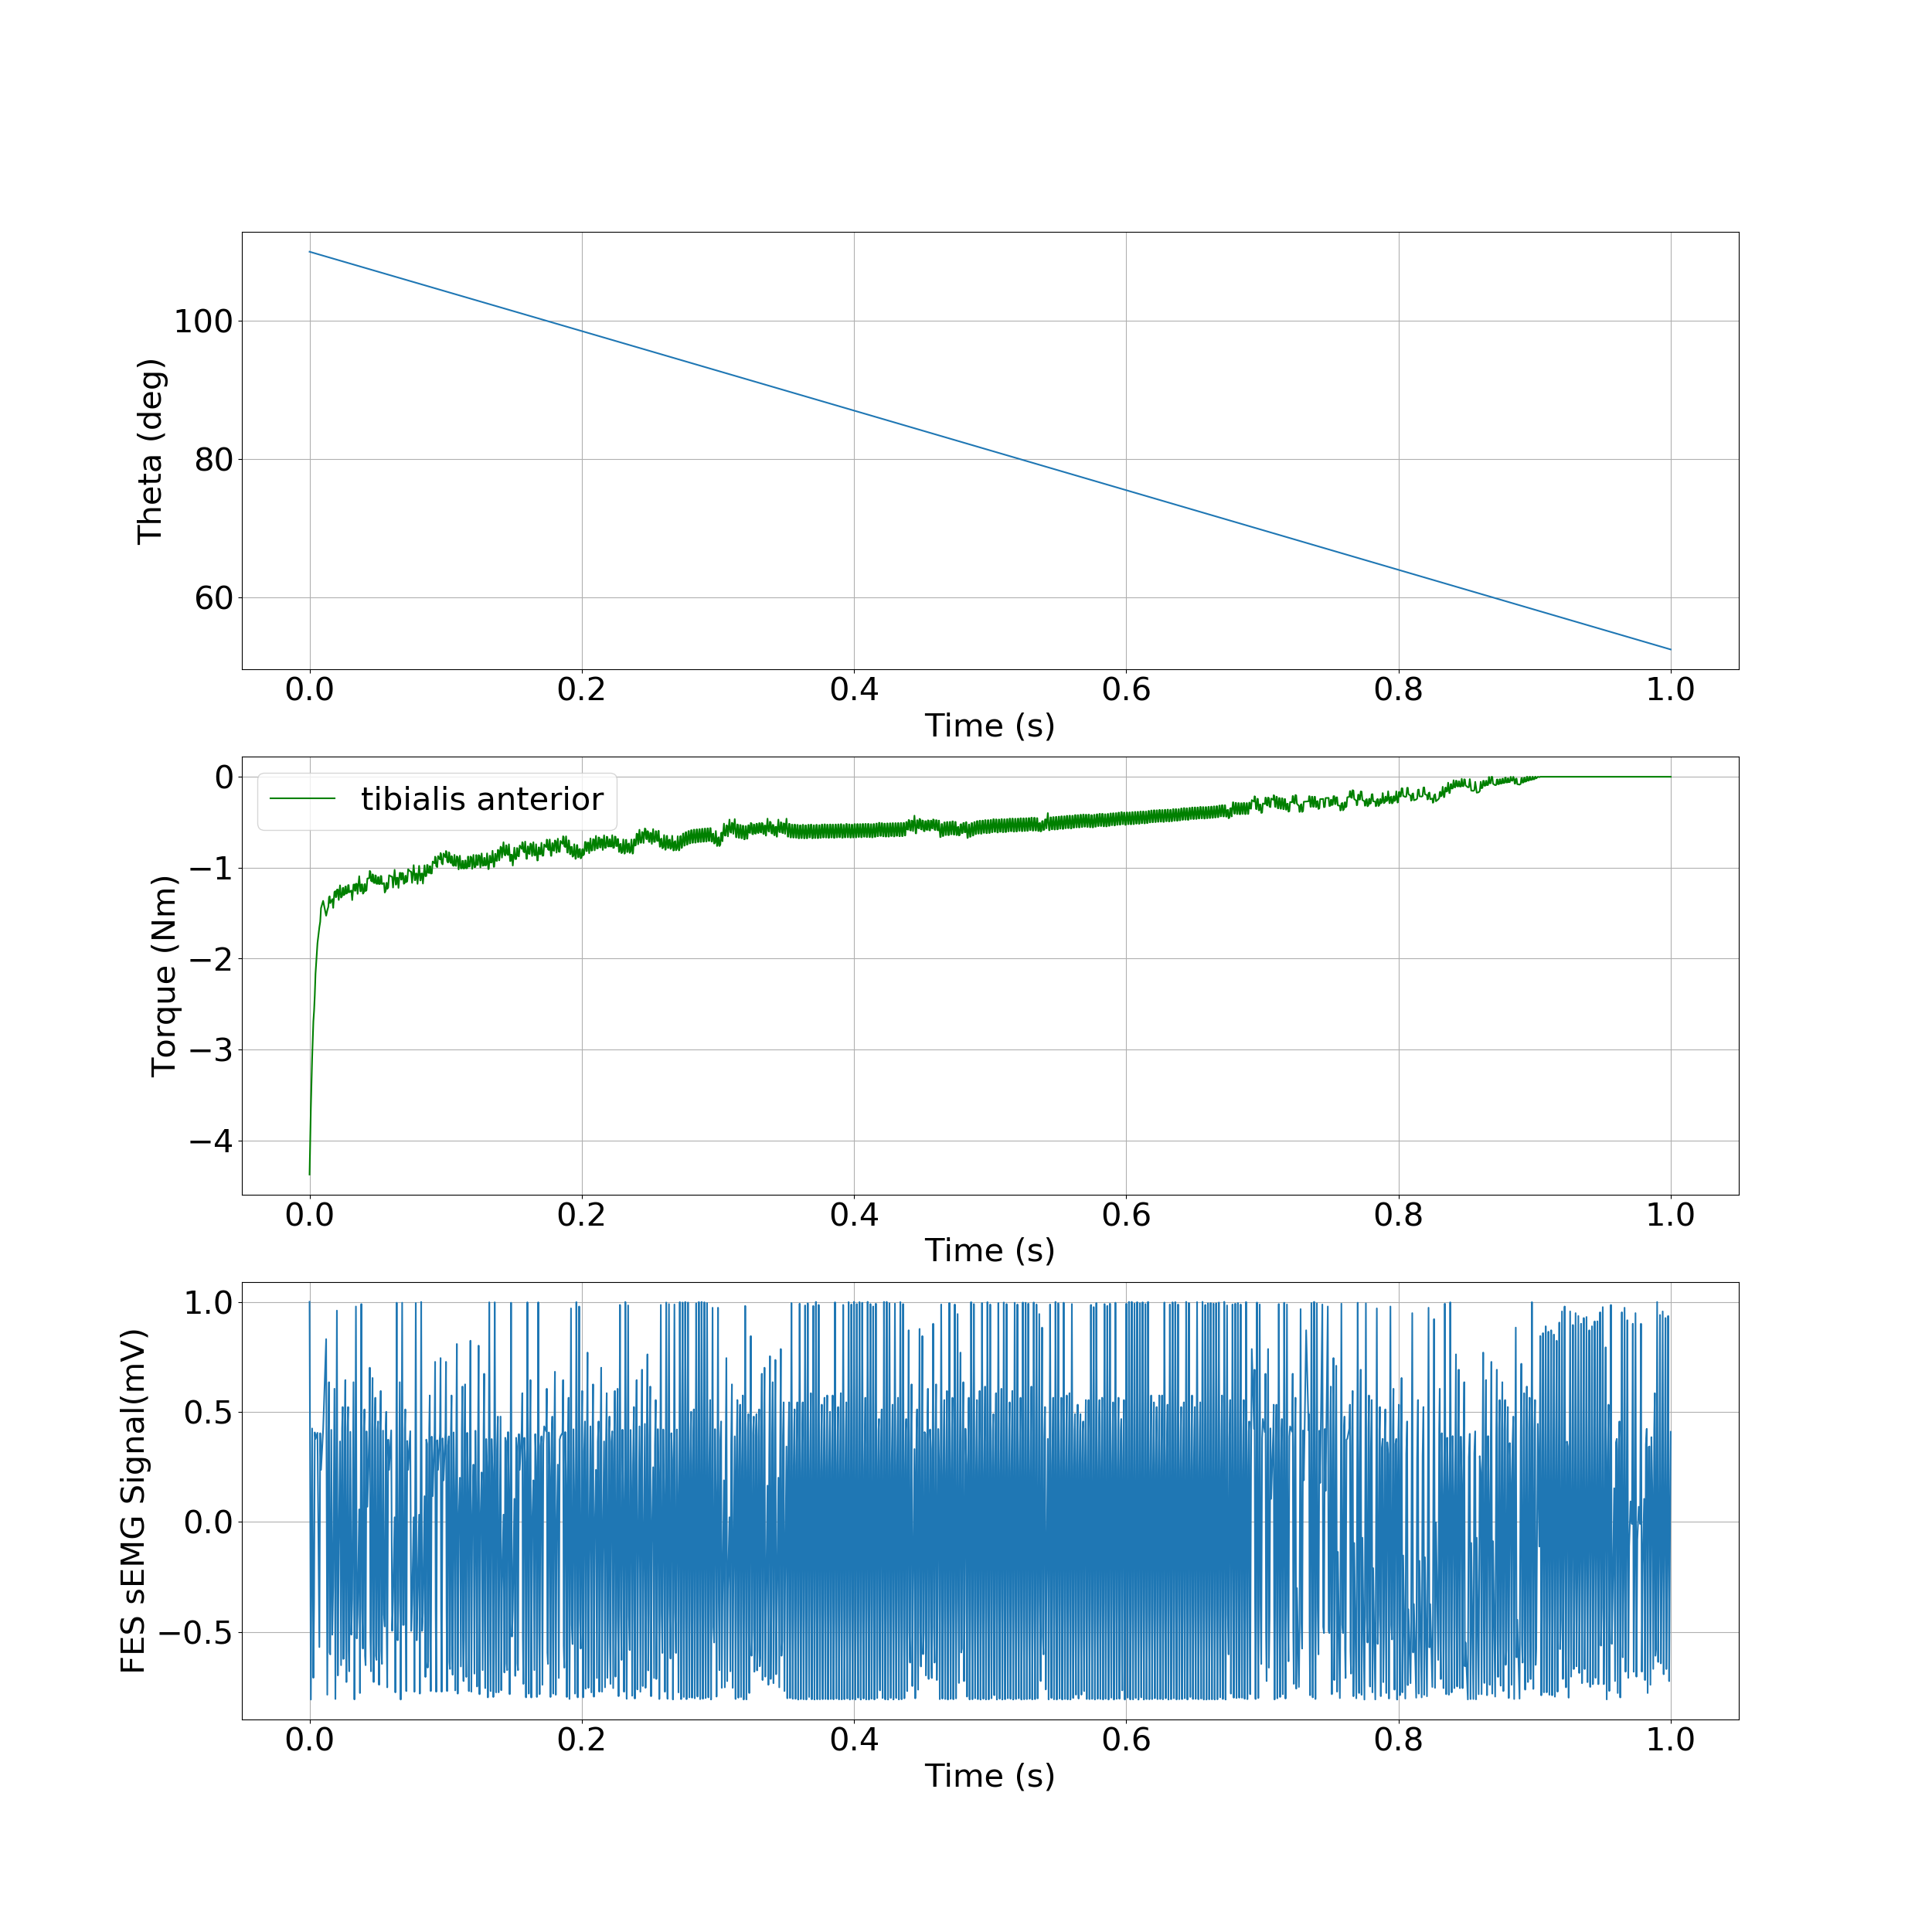 100
80
60
Theta (deg)
0.0 0.2 0.4 0.6 0.8 1.0
Time (s)
tibialis anterior
0
−1
−2
−3
−4
Torque (Nm)
0.0 0.2 0.4 0.6 0.8 1.0
Time (s)
1.0
0.5
0.0
−0.5
FES sEMG Signal(mV)
0.0 0.2 0.4 0.6 0.8 1.0
Time (s)